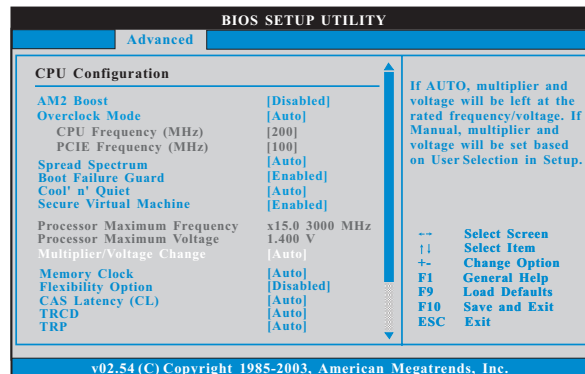 BIOS SETUP UTILITY
Advanced
CPU Configuration
AM2 Boost [Disabled]
Overclock Mode [Auto]
CPU Frequency (MHz) [200]
PCIE Frequency (MHz) [100]
Spread Spectrum [Auto]
Boot Failure Guard [Enabled]
Cool' n' Quiet [Auto]
Secure Virtual Machine [Enabled]
Processor Maximum Frequency x15.0 3000 MHz
Processor Maximum Voltage 1.400 V
Multiplier/Voltage Change [Auto]
Memory Clock [Auto]
Flexibility Option [Disabled]
CAS Latency (CL) [Auto]
TRCD [Auto]
TRP [Auto]
If AUTO, multiplier and
voltage will be left at the
rated frequency/voltage. If
Manual, multiplier and
voltage will be set based
on User Selection in Setup.
←→ Select Screen
↑↓ Select Item
+- Change Option
F1 General Help
F9 Load Defaults
F10 Save and Exit
ESC Exit
v02.54 (C) Copyright 1985-2003, American Megatrends, Inc.